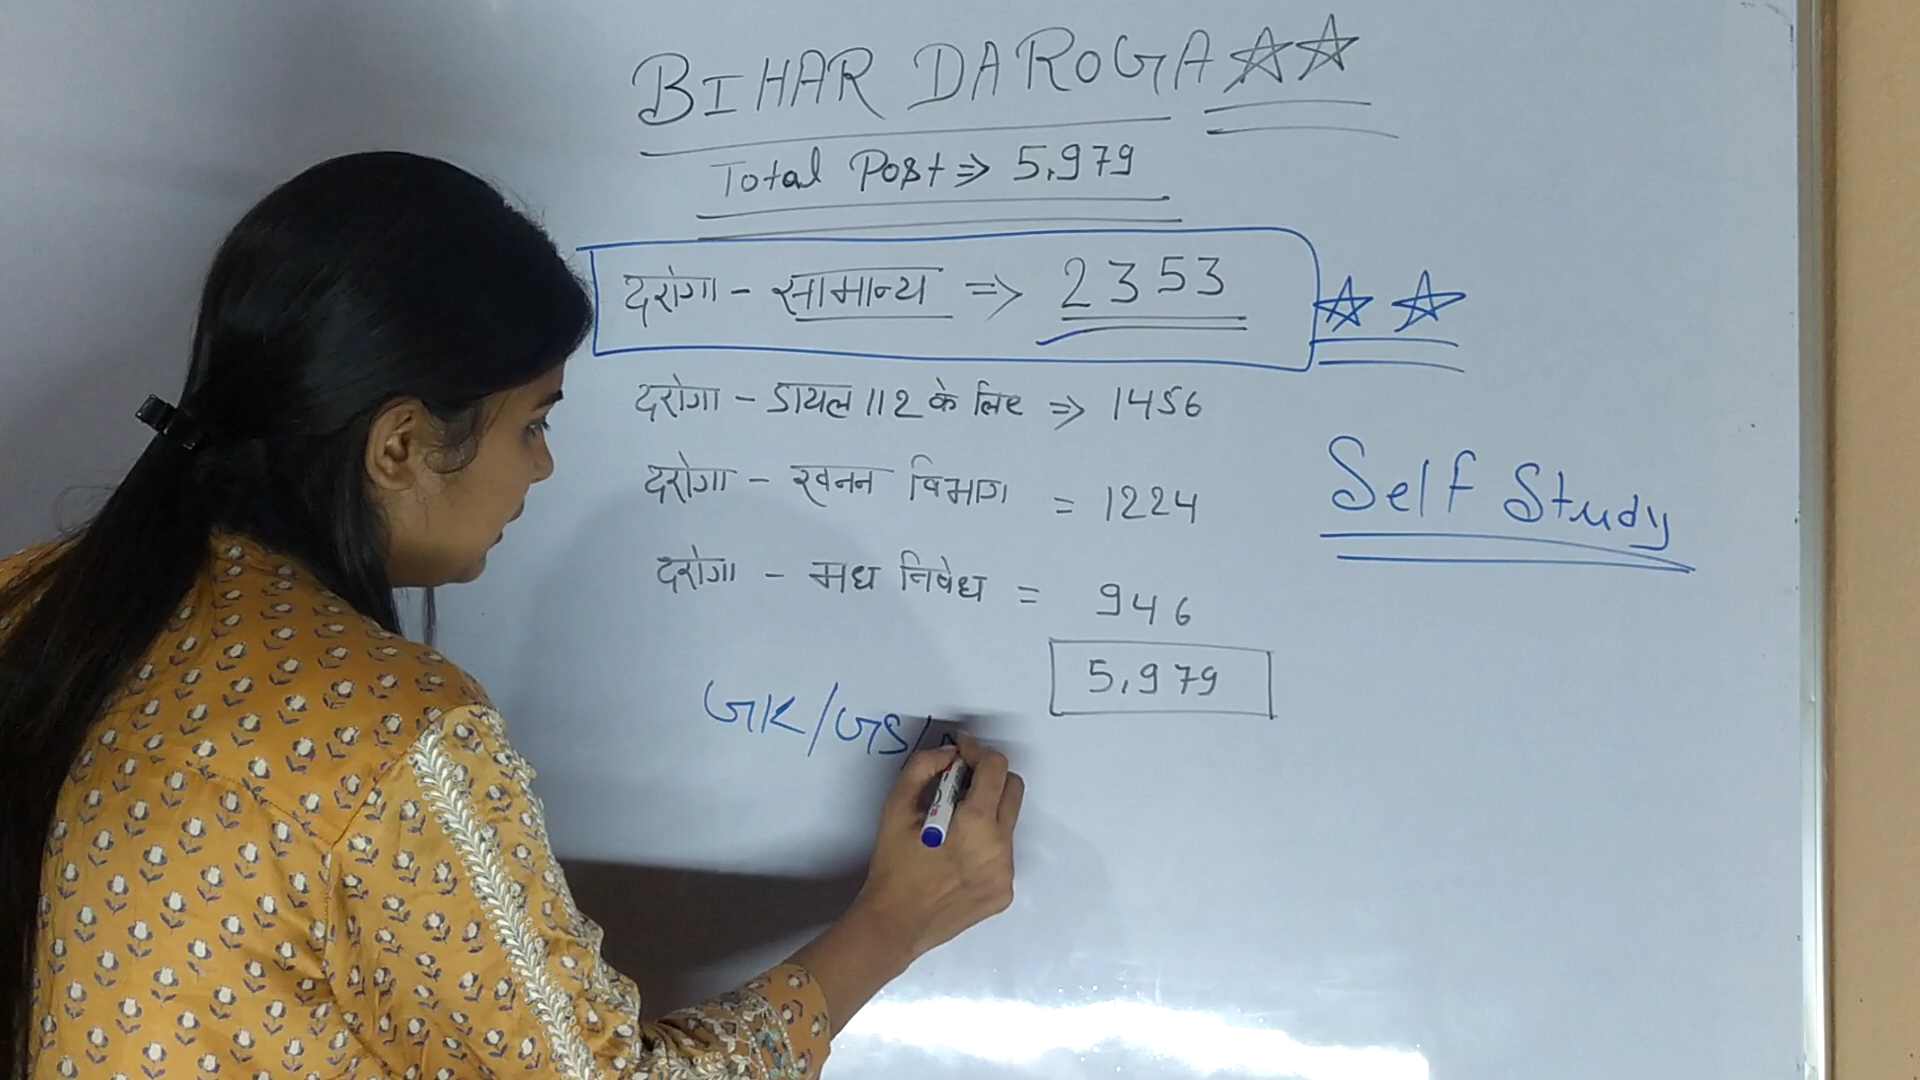 BIHAR DAROGA
Total Post ⇒ 5,979
दरोगा - सामान्य ⇒ 2353
दरोगा - डायल 112 के लिए ⇒ 1456
दरोगा - खनन विभाग = 1224
दरोगा - मध निषेध = 946
5,979
Self Study
GK/GS/